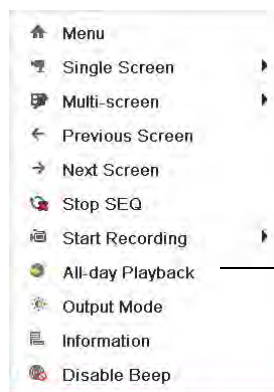 Menu
Single Screen
Multi-screen
Previous Screen
Next Screen
Stop SEQ
Start Recording
All-day Playback
Output Mode
Information
Disable Beep